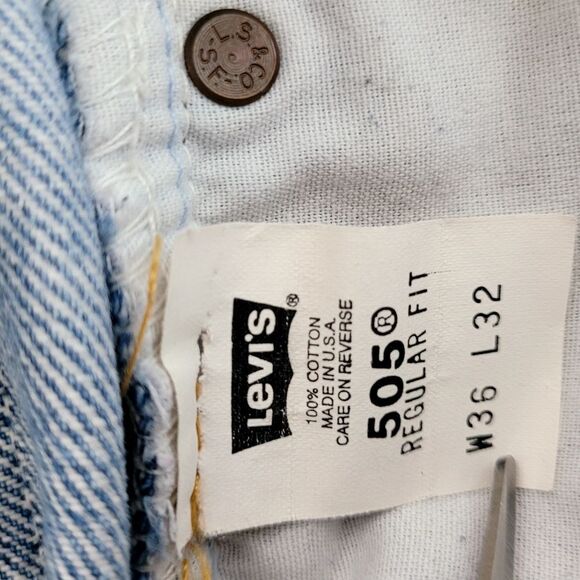 L.S.&CO.
-S.F.-
Levi's®
100% COTTON
MADE IN U.S.A.
CARE ON REVERSE
505®
REGULAR FIT
W36 L32